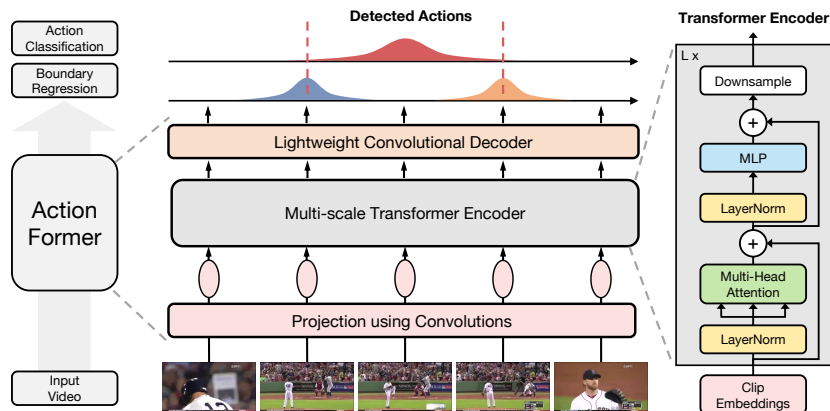 Action
Classification
Boundary
Regression
Action
Former
Input
Video
Detected Actions
Lightweight Convolutional Decoder
Multi-scale Transformer Encoder
Projection using Convolutions
12
Transformer Encoder
L x
Downsample
+
MLP
LayerNorm
+
Multi-Head
Attention
LayerNorm
Clip
Embeddings